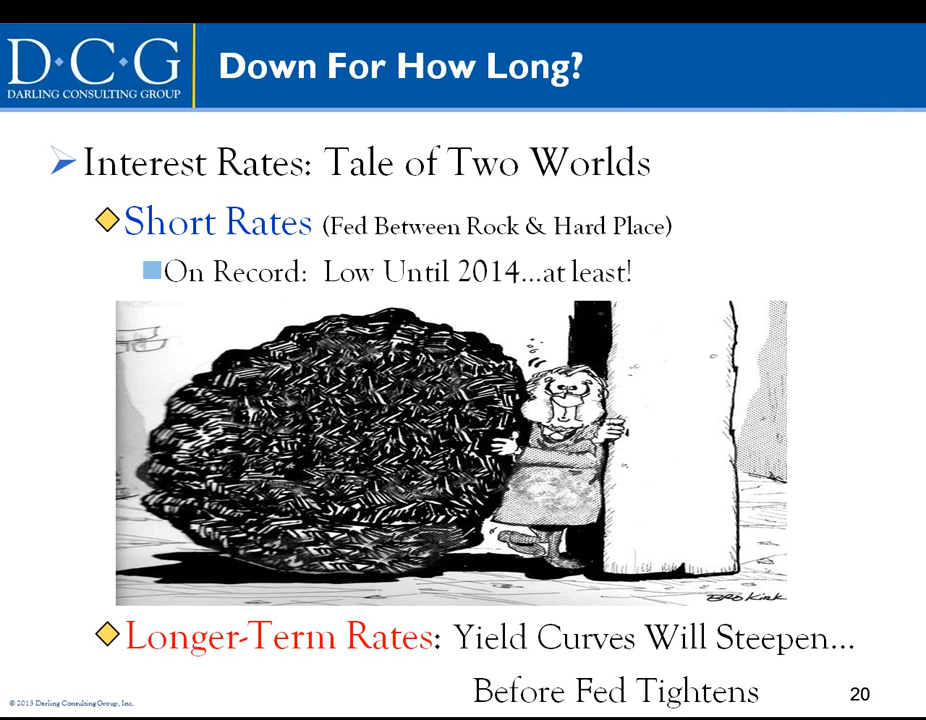 D·C·G
DARLING CONSULTING GROUP
Down For How Long?
Interest Rates: Tale of Two Worlds
Short Rates (Fed Between Rock & Hard Place)
On Record: Low Until 2014...at least!
BRO KIRK
Longer-Term Rates: Yield Curves Will Steepen...
Before Fed Tightens
© 2013 Darling Consulting Group, Inc.
20